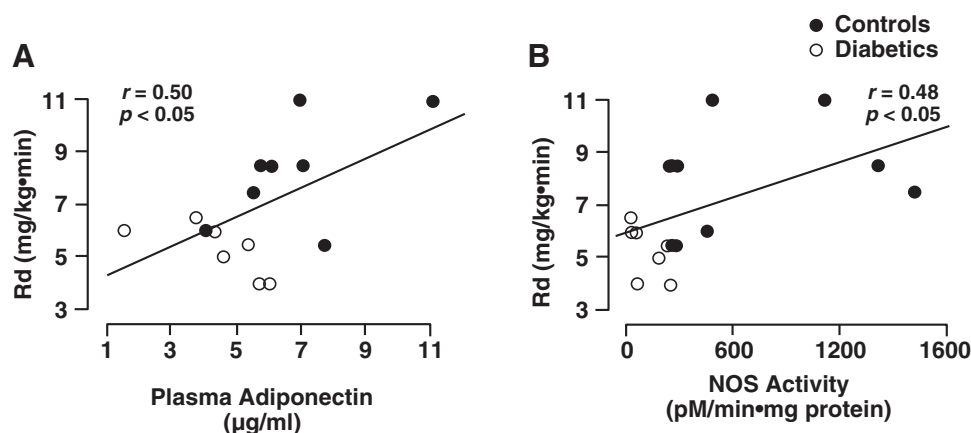 ● Controls
○ Diabetics
A
r = 0.50
p < 0.05
11
9
7
5
3
Rd (mg/kg•min)
1 3 5 7 9 11
Plasma Adiponectin
(µg/ml)
B
r = 0.48
p < 0.05
11
9
7
5
3
Rd (mg/kg•min)
0 600 1200 1600
NOS Activity
(pM/min•mg protein)